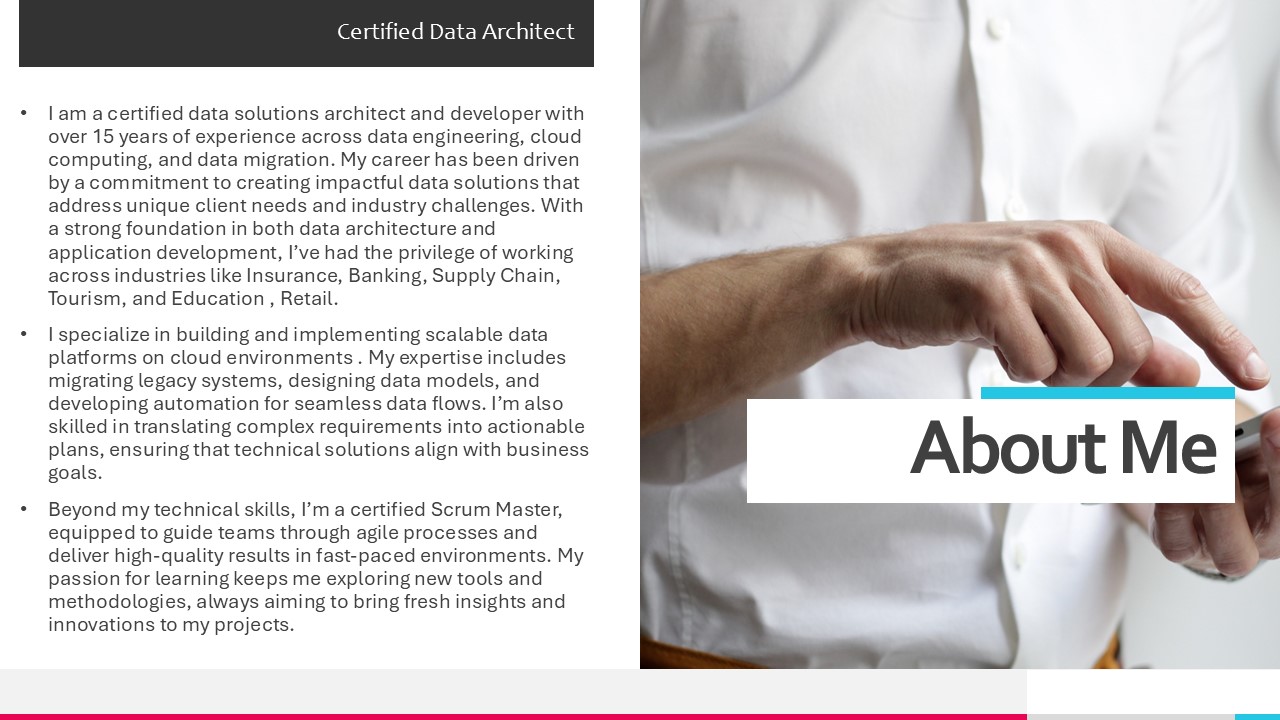 Certified Data Architect
• I am a certified data solutions architect and developer with
over 15 years of experience across data engineering, cloud
computing, and data migration. My career has been driven
by a commitment to creating impactful data solutions that
address unique client needs and industry challenges. With
a strong foundation in both data architecture and
application development, I’ve had the privilege of working
across industries like Insurance, Banking, Supply Chain,
Tourism, and Education , Retail.
• I specialize in building and implementing scalable data
platforms on cloud environments . My expertise includes
migrating legacy systems, designing data models, and
developing automation for seamless data flows. I’m also
skilled in translating complex requirements into actionable
plans, ensuring that technical solutions align with business
goals.
• Beyond my technical skills, I’m a certified Scrum Master,
equipped to guide teams through agile processes and
deliver high-quality results in fast-paced environments. My
passion for learning keeps me exploring new tools and
methodologies, always aiming to bring fresh insights and
innovations to my projects.
About Me